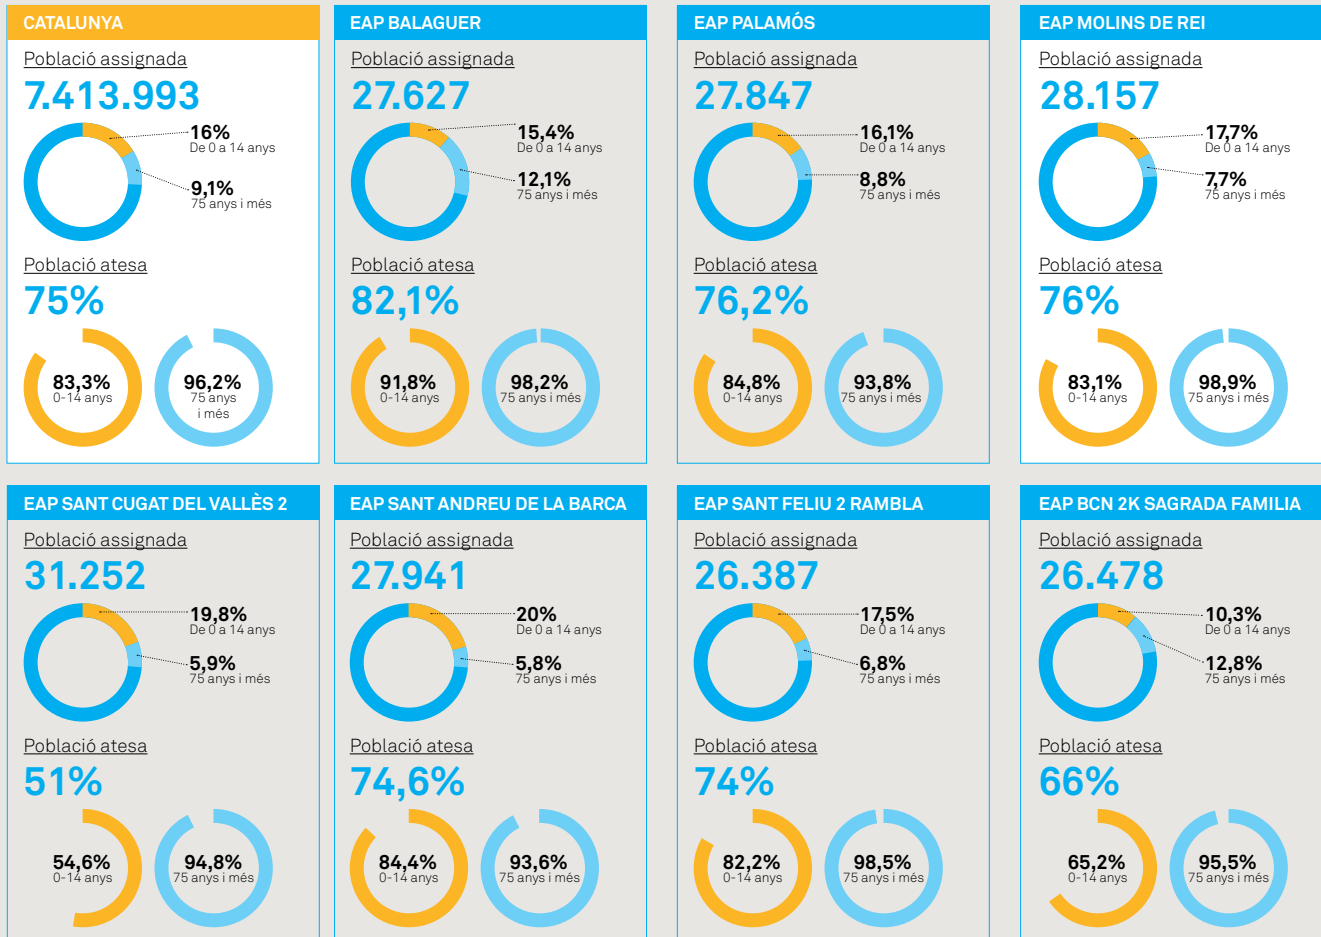 CATALUNYA
Població assignada
7.413.993
16%
De 0 a 14 anys
9,1%
75 anys i més
Població atesa
75%
83,3%
0-14 anys
96,2%
75 anys
i més
EAP BALAGUER
Població assignada
27.627
15,4%
De 0 a 14 anys
12,1%
75 anys i més
Població atesa
82,1%
91,8%
0-14 anys
98,2%
75 anys i més
EAP PALAMÓS
Població assignada
27.847
16,1%
De 0 a 14 anys
8,8%
75 anys i més
Població atesa
76,2%
84,8%
0-14 anys
93,8%
75 anys i més
EAP MOLINS DE REI
Població assignada
28.157
17,7%
De 0 a 14 anys
7,7%
75 anys i més
Població atesa
76%
83,1%
0-14 anys
98,9%
75 anys i més
EAP SANT CUGAT DEL VALLÈS 2
Població assignada
31.252
19,8%
De 0 a 14 anys
5,9%
75 anys i més
Població atesa
51%
54,6%
0-14 anys
94,8%
75 anys i més
EAP SANT ANDREU DE LA BARCA
Població assignada
27.941
20%
De 0 a 14 anys
5,8%
75 anys i més
Població atesa
74,6%
84,4%
0-14 anys
93,6%
75 anys i més
EAP SANT FELIU 2 RAMBLA
Població assignada
26.387
17,5%
De 0 a 14 anys
6,8%
75 anys i més
Població atesa
74%
82,2%
0-14 anys
98,5%
75 anys i més
EAP BCN 2K SAGRADA FAMILIA
Població assignada
26.478
10,3%
De 0 a 14 anys
12,8%
75 anys i més
Població atesa
66%
65,2%
0-14 anys
95,5%
75 anys i més